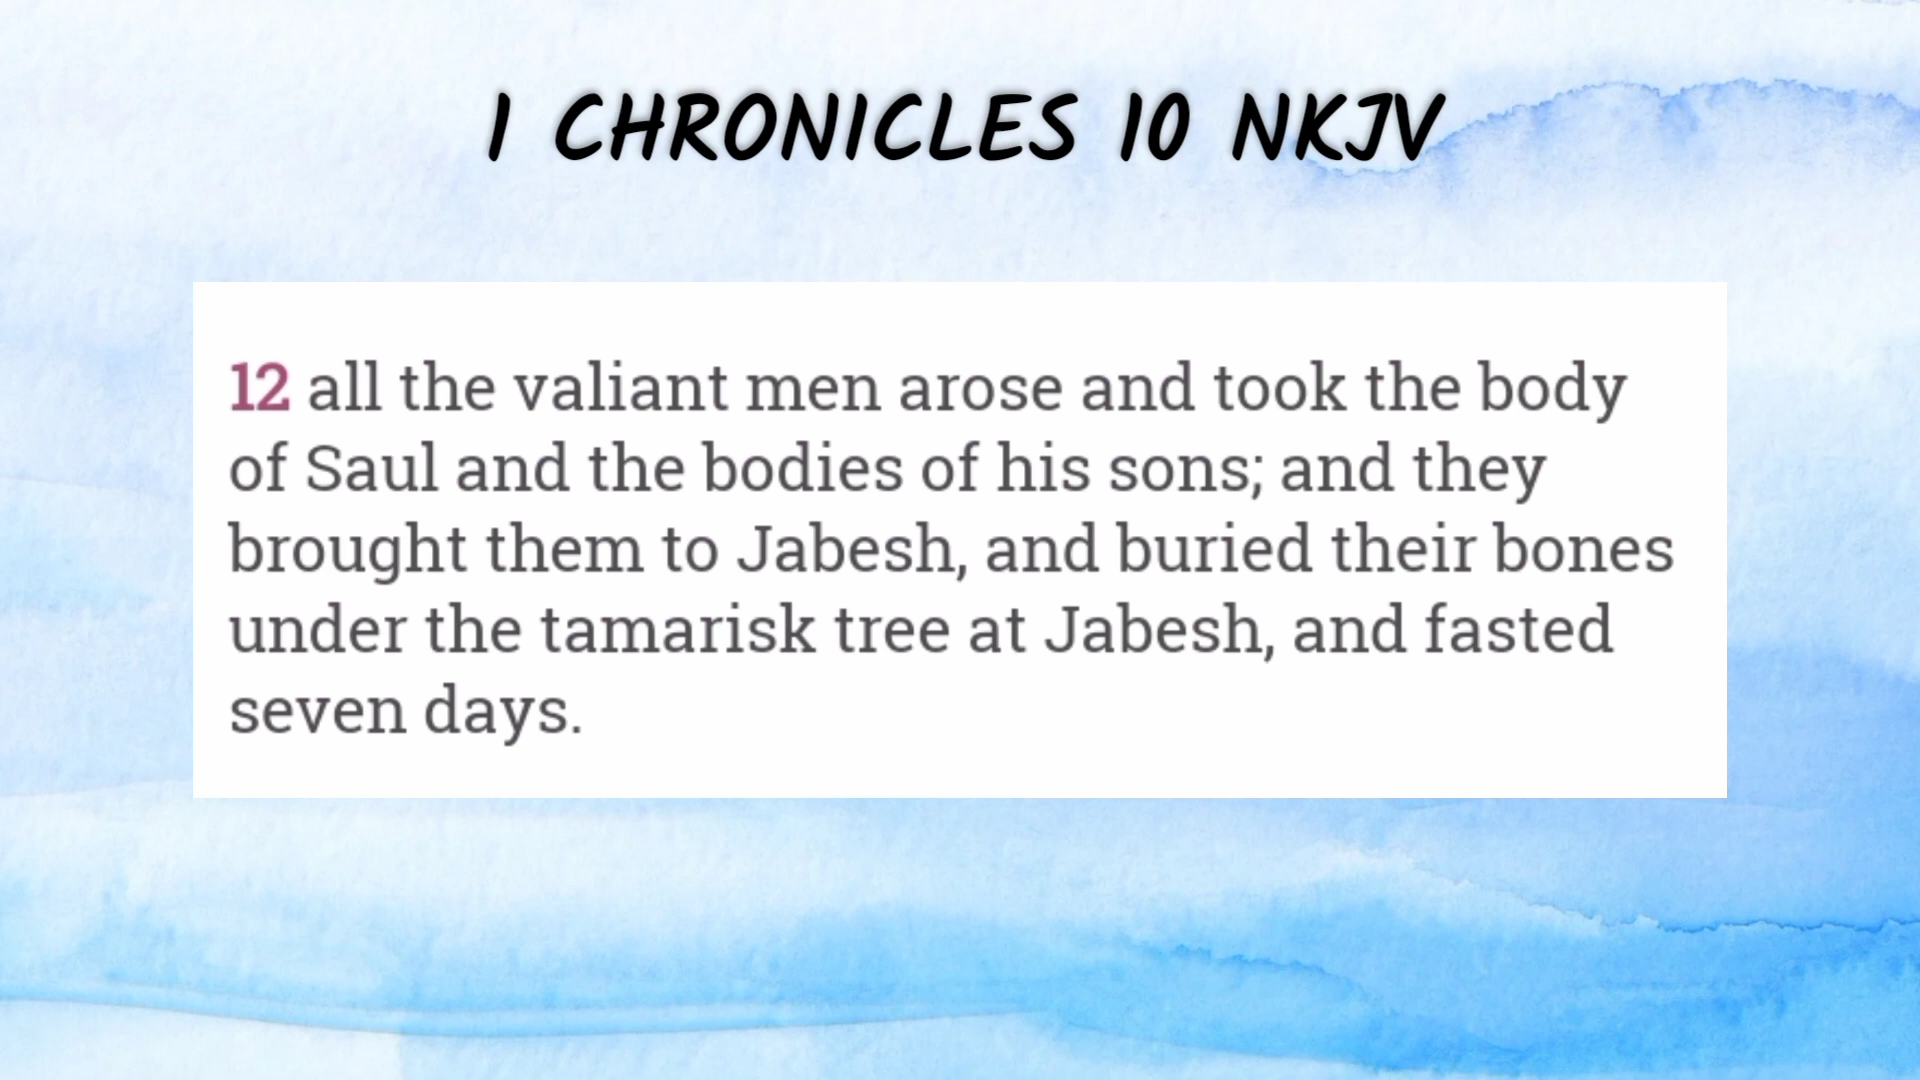 1 CHRONICLES 10 NKJV
12 all the valiant men arose and took the body
of Saul and the bodies of his sons; and they
brought them to Jabesh, and buried their bones
under the tamarisk tree at Jabesh, and fasted
seven days.